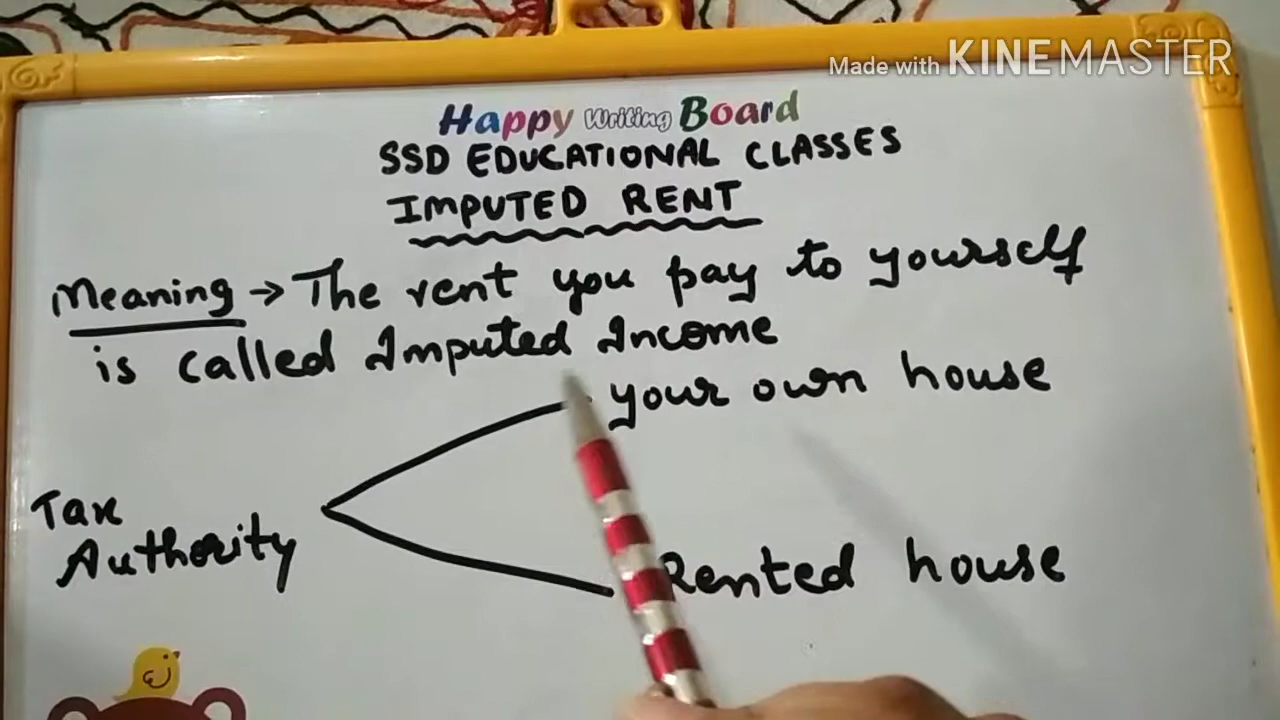 Made with KINEMASTER
Happy Writing Board
SSD EDUCATIONAL CLASSES
IMPUTED RENT
Meaning → The rent you pay to yourself
is called Imputed Income
your own house
Tax
Authority
Rented house